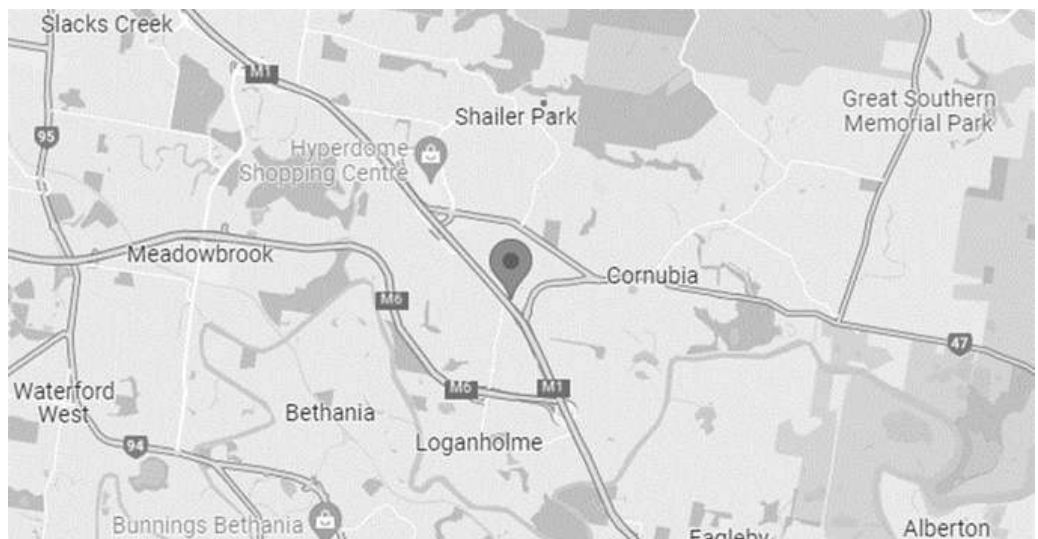 Slacks Creek
M1
Great Southern
Memorial Park
Shailer Park
95
Hyperdome
Shopping Centre
Meadowbrook
Cornubia
M6
47
M6
M1
Waterford
West
Bethania
Loganholme
94
Bunnings Bethania
Eagleby
Alberton